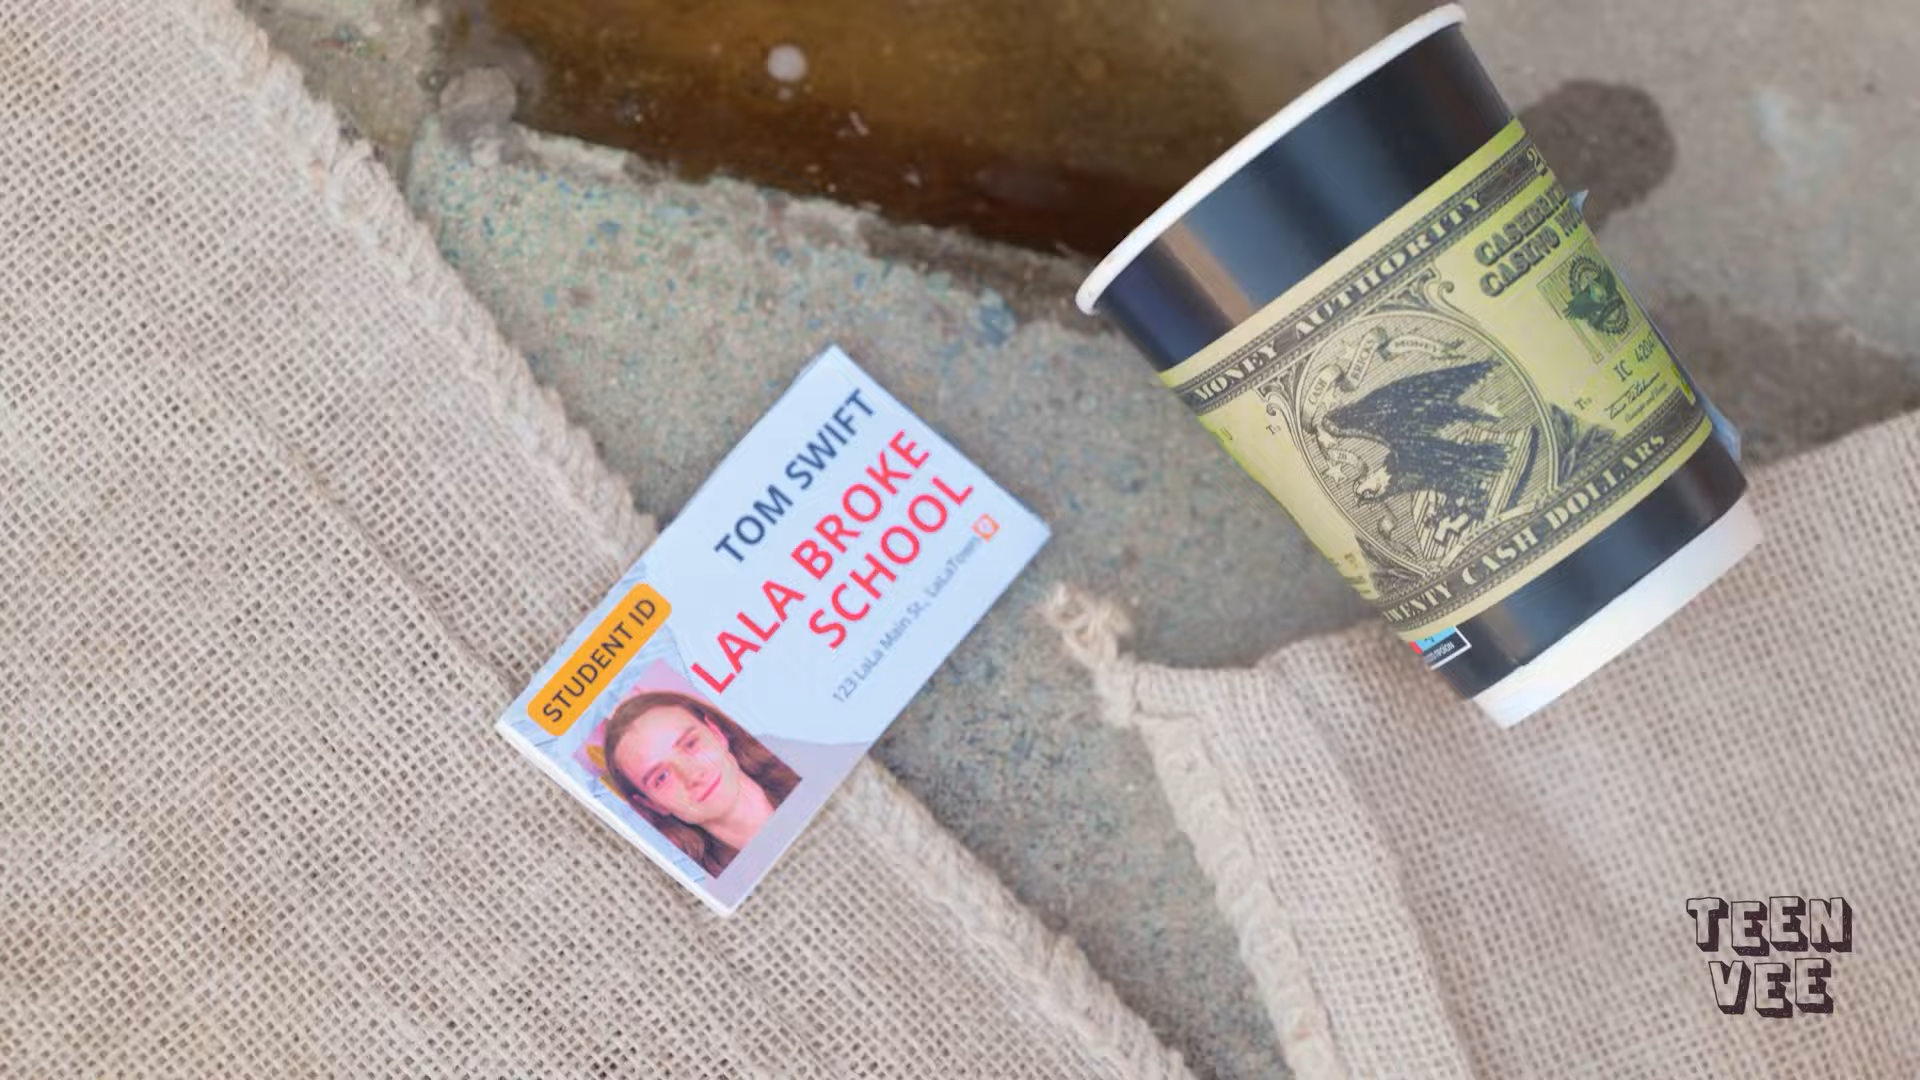 TOM SWIFT
LALA BROKE
SCHOOL
123 LaLa Main St., LaLaTown
STUDENT ID
MONEY AUTHORITY
CASINO
IC 4204
TWENTY CASH DOLLARS
TEEN
VEE